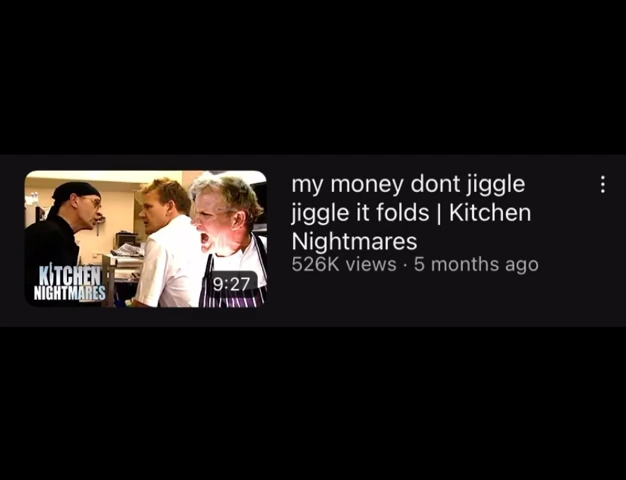 KITCHEN
NIGHTMARES
9:27
my money dont jiggle
jiggle it folds | Kitchen
Nightmares
526K views · 5 months ago